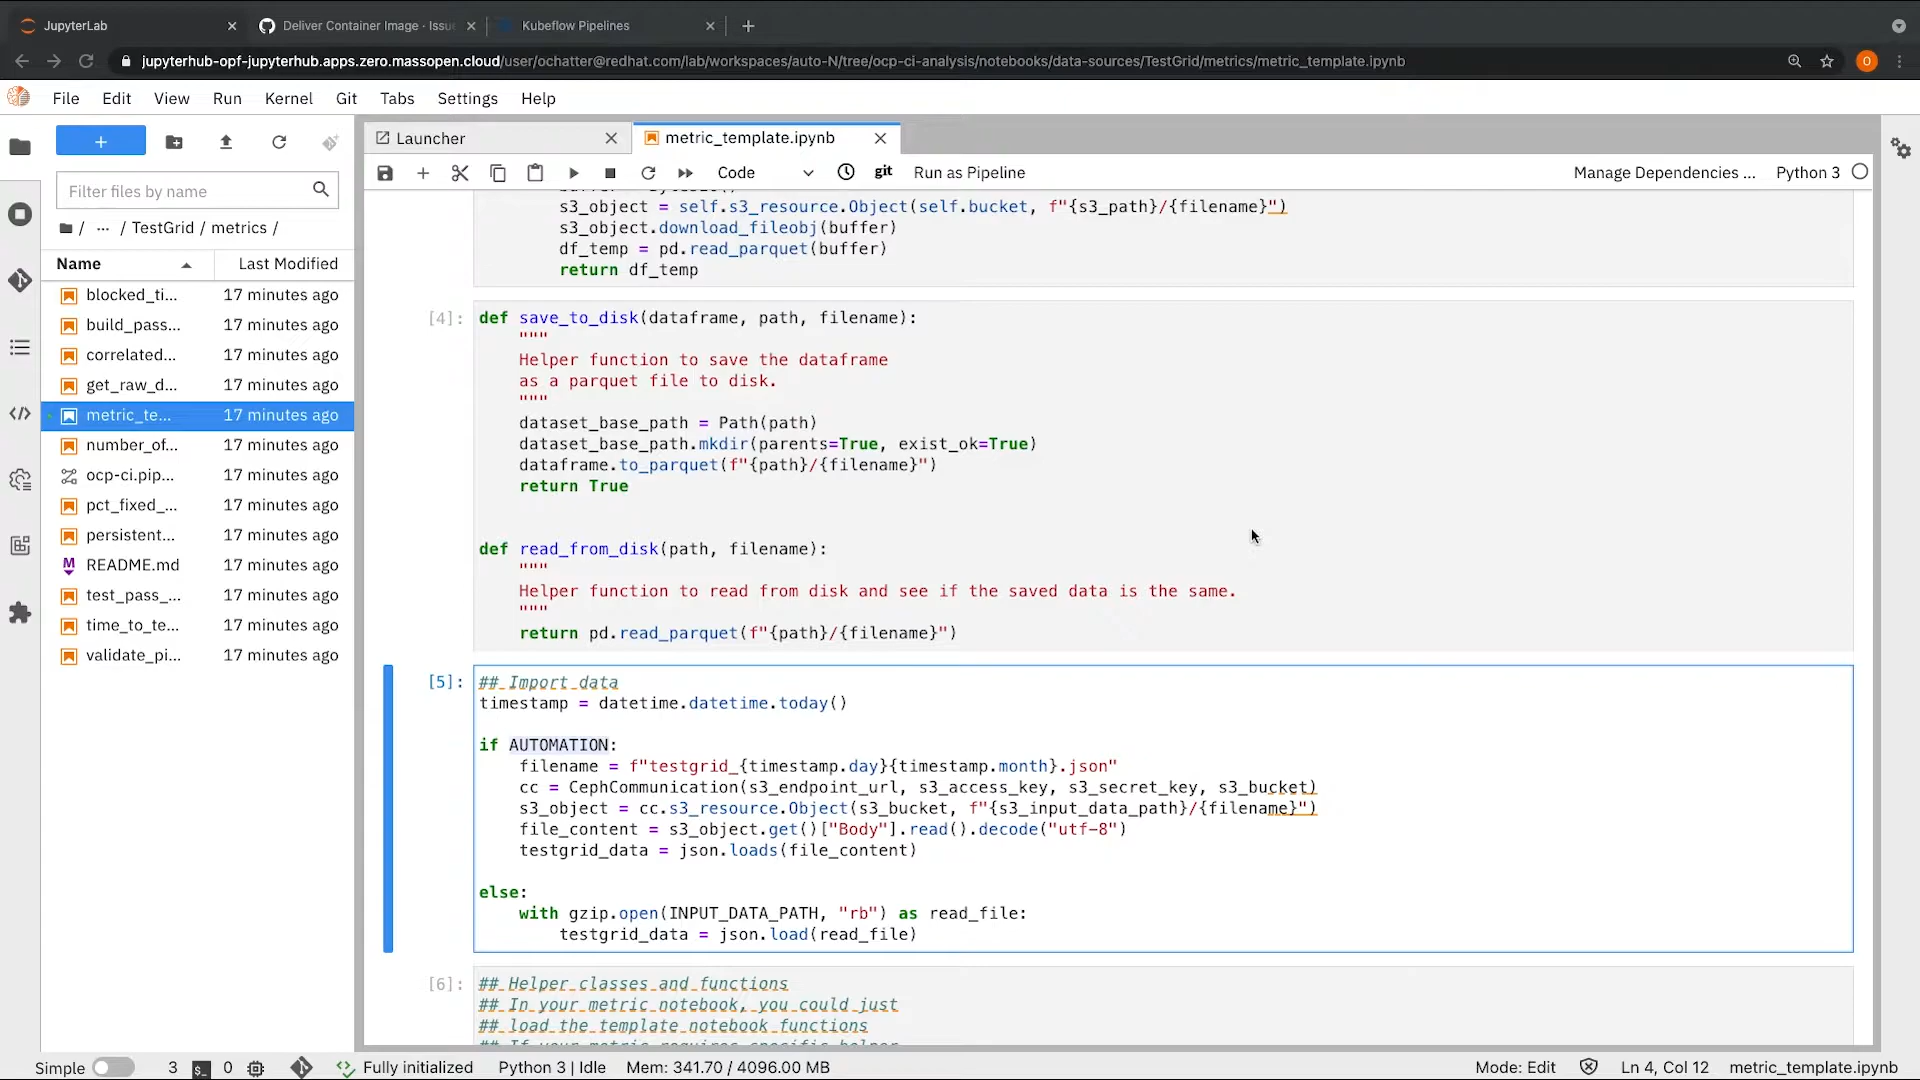 JupyterLab
Deliver Container Image · Issu
Kubeflow Pipelines
jupyterhub-opf-jupyterhub.apps.zero.massopen.cloud/user/ochatter@redhat.com/lab/workspaces/auto-N/tree/ocp-ci-analysis/notebooks/data-sources/TestGrid/metrics/metric_template.ipynb
O
File Edit View Run Kernel Git Tabs Settings Help
Launcher
metric_template.ipynb
Code
git
Run as Pipeline
Manage Dependencies ...
Python 3
Filter files by name
/ ... / TestGrid / metrics /
Name Last Modified
blocked_ti... 17 minutes ago
build_pass... 17 minutes ago
correlated... 17 minutes ago
get_raw_d... 17 minutes ago
metric_te... 17 minutes ago
number_of... 17 minutes ago
ocp-ci.pip... 17 minutes ago
pct_fixed_... 17 minutes ago
persistent... 17 minutes ago
README.md 17 minutes ago
test_pass_... 17 minutes ago
time_to_te... 17 minutes ago
validate_pi... 17 minutes ago
s3_object = self.s3_resource.Object(self.bucket, f"{s3_path}/{filename}")
s3_object.download_fileobj(buffer)
df_temp = pd.read_parquet(buffer)
return df_temp
[4]: def save_to_disk(dataframe, path, filename):
"""
Helper function to save the dataframe
as a parquet file to disk.
"""
dataset_base_path = Path(path)
dataset_base_path.mkdir(parents=True, exist_ok=True)
dataframe.to_parquet(f"{path}/{filename}")
return True
def read_from_disk(path, filename):
"""
Helper function to read from disk and see if the saved data is the same.
"""
return pd.read_parquet(f"{path}/{filename}")
[5]: ## Import data
timestamp = datetime.datetime.today()
if AUTOMATION:
filename = f"testgrid_{timestamp.day}{timestamp.month}.json"
cc = CephCommunication(s3_endpoint_url, s3_access_key, s3_secret_key, s3_bucket)
s3_object = cc.s3_resource.Object(s3_bucket, f"{s3_input_data_path}/{filename}")
file_content = s3_object.get()["Body"].read().decode("utf-8")
testgrid_data = json.loads(file_content)
else:
with gzip.open(INPUT_DATA_PATH, "rb") as read_file:
testgrid_data = json.load(read_file)
[6]: ## Helper classes and functions
## In your metric notebook, you could just
## load the template notebook functions
## If your metric requires specific helper
Simple 3 0 Fully initialized Python 3 | Idle Mem: 341.70 / 4096.00 MB Mode: Edit Ln 4, Col 12 metric_template.ipynb